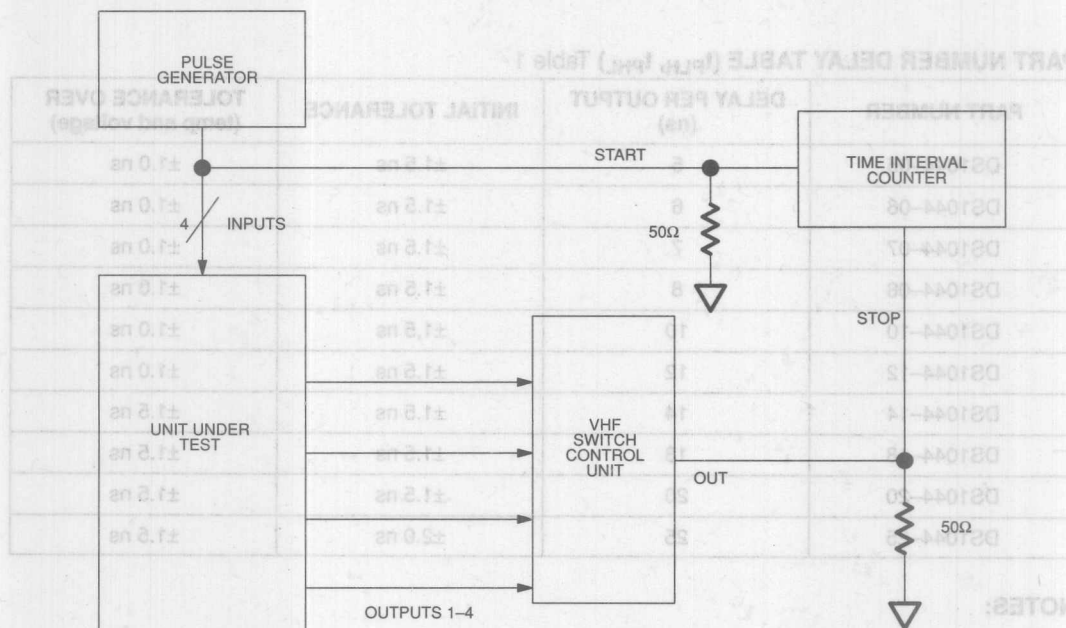 PULSE
GENERATOR
START
TIME INTERVAL
COUNTER
4
INPUTS
50Ω
STOP
UNIT UNDER
TEST
VHF
SWITCH
CONTROL
UNIT
OUT
50Ω
OUTPUTS 1–4